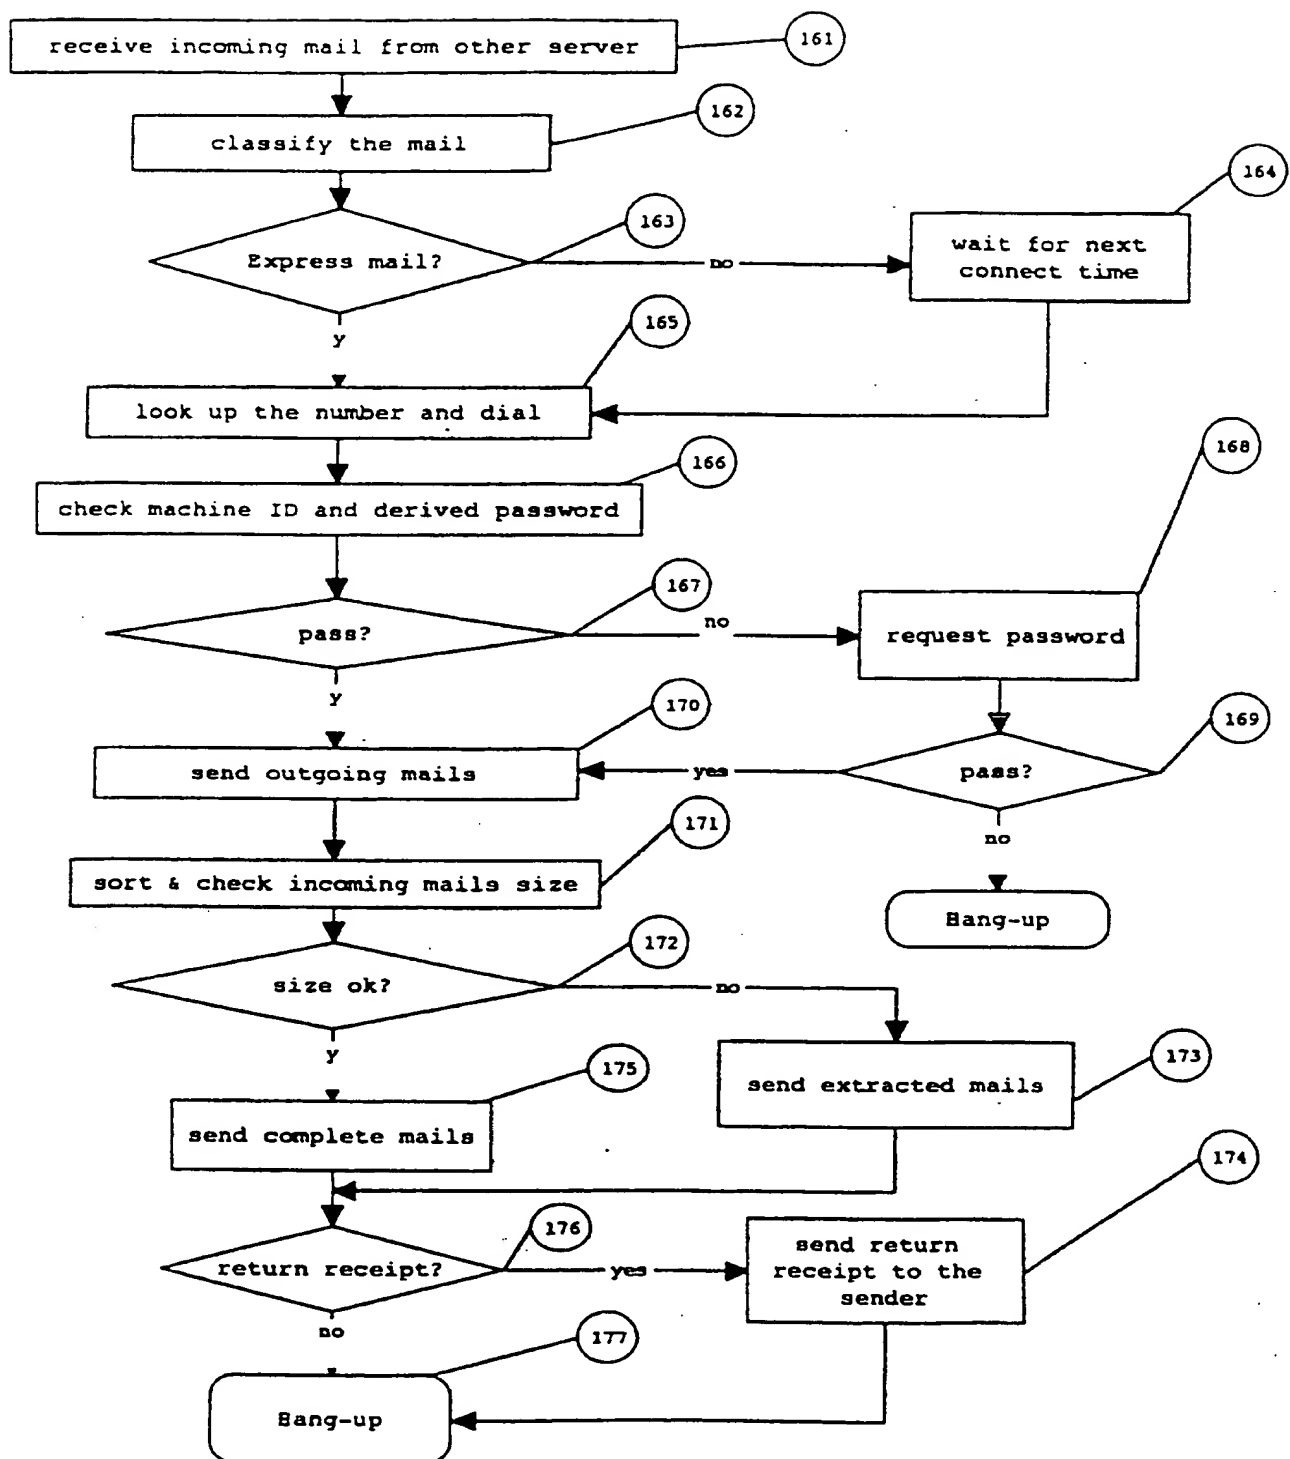 receive incoming mail from other server
161
classify the mail
162
Express mail?
163
no
wait for next
connect time
164
y
165
look up the number and dial
166
check machine ID and derived password
167
pass?
no
request password
168
y
170
send outgoing mails
yes
pass?
169
no
Bang-up
171
sort & check incoming mails size
172
size ok?
no
send extracted mails
173
y
175
send complete mails
176
return receipt?
yes
send return
receipt to the
sender
174
no
177
Bang-up